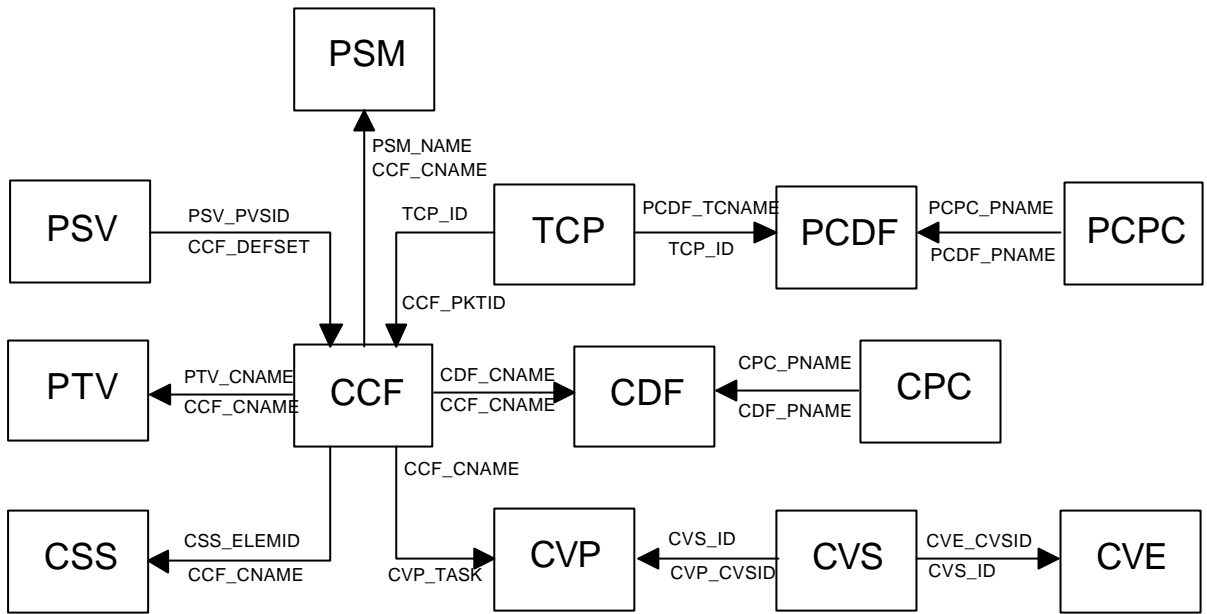 PSM
PSM_NAME
CCF_CNAME
PSV
PSV_PVSID
CCF_DEFSET
TCP_ID
TCP
PCDF_TCNAME
TCP_ID
PCDF
PCPC_PNAME
PCDF_PNAME
PCPC
CCF_PKTID
PTV
PTV_CNAME
CCF_CNAME
CCF
CDF_CNAME
CCF_CNAME
CDF
CPC_PNAME
CDF_PNAME
CPC
CCF_CNAME
CSS
CSS_ELEMID
CCF_CNAME
CVP_TASK
CVP
CVS_ID
CVP_CVSID
CVS
CVE_CVSID
CVS_ID
CVE